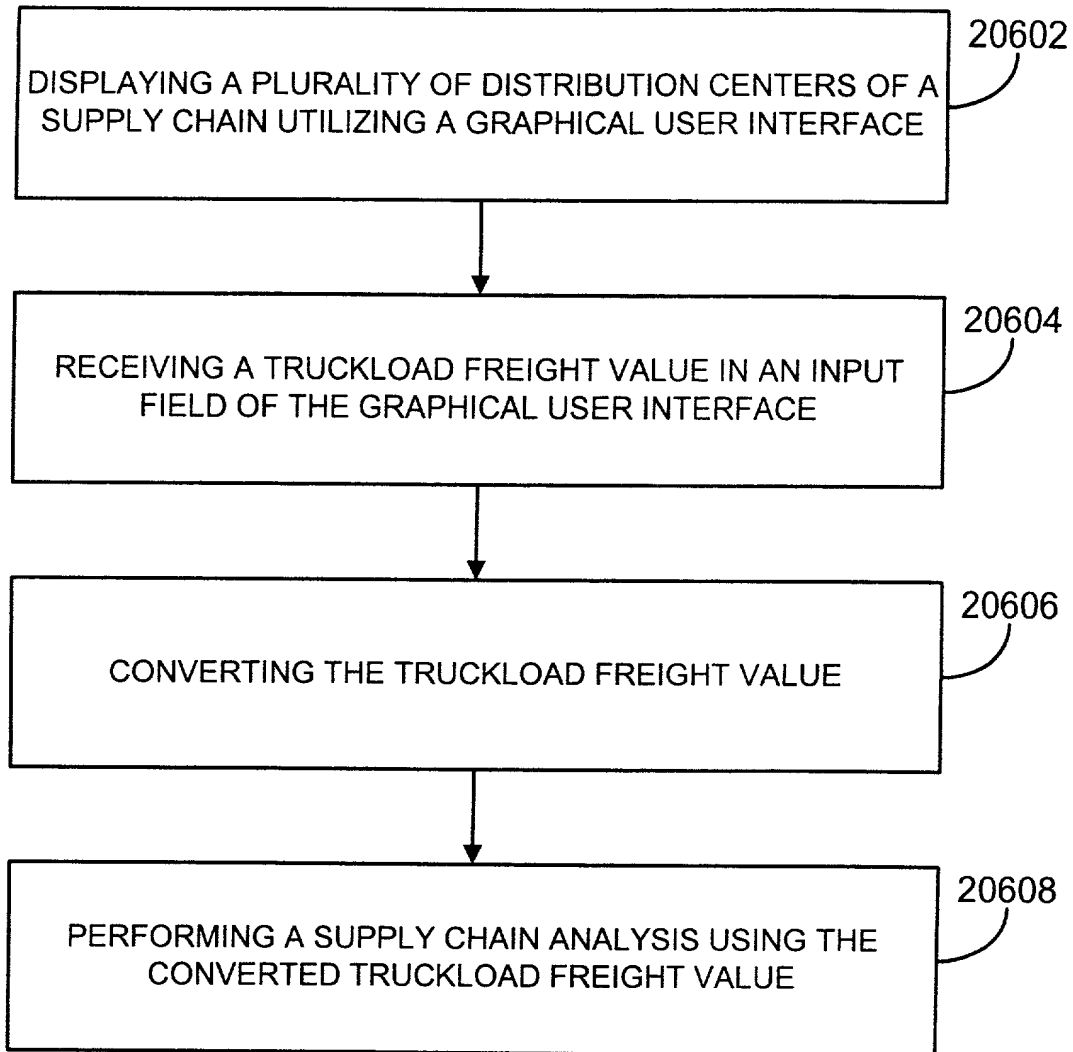 20602
DISPLAYING A PLURALITY OF DISTRIBUTION CENTERS OF A
SUPPLY CHAIN UTILIZING A GRAPHICAL USER INTERFACE
20604
RECEIVING A TRUCKLOAD FREIGHT VALUE IN AN INPUT
FIELD OF THE GRAPHICAL USER INTERFACE
20606
CONVERTING THE TRUCKLOAD FREIGHT VALUE
20608
PERFORMING A SUPPLY CHAIN ANALYSIS USING THE
CONVERTED TRUCKLOAD FREIGHT VALUE